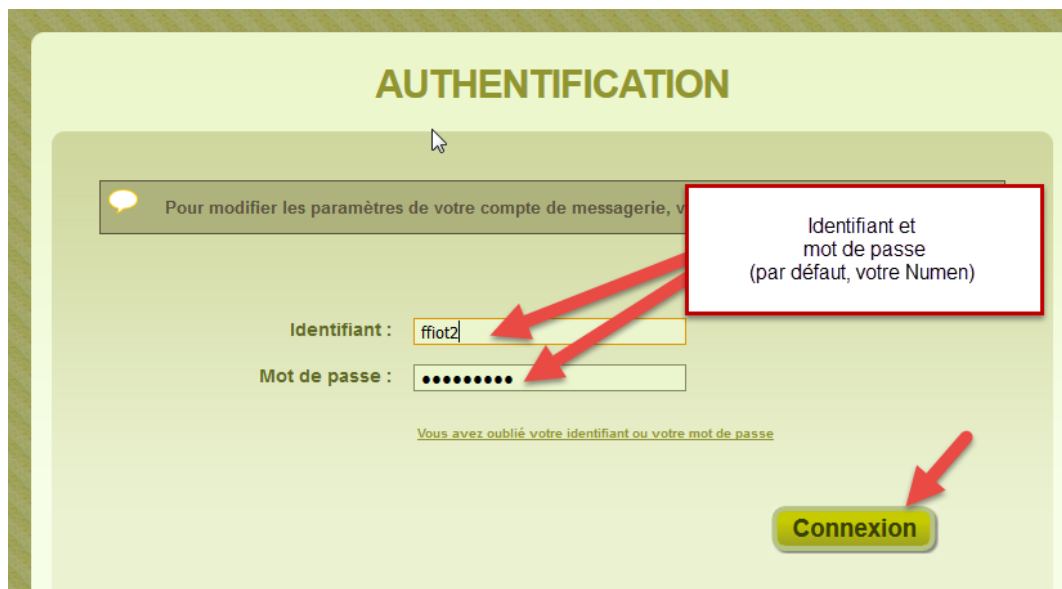 AUTHENTIFICATION
Pour modifier les paramètres de votre compte de messagerie, v
Identifiant et
mot de passe
(par défaut, votre Numen)
Identifiant :
ffiot2
Mot de passe :
•••••••••
Vous avez oublié votre identifiant ou votre mot de passe
Connexion